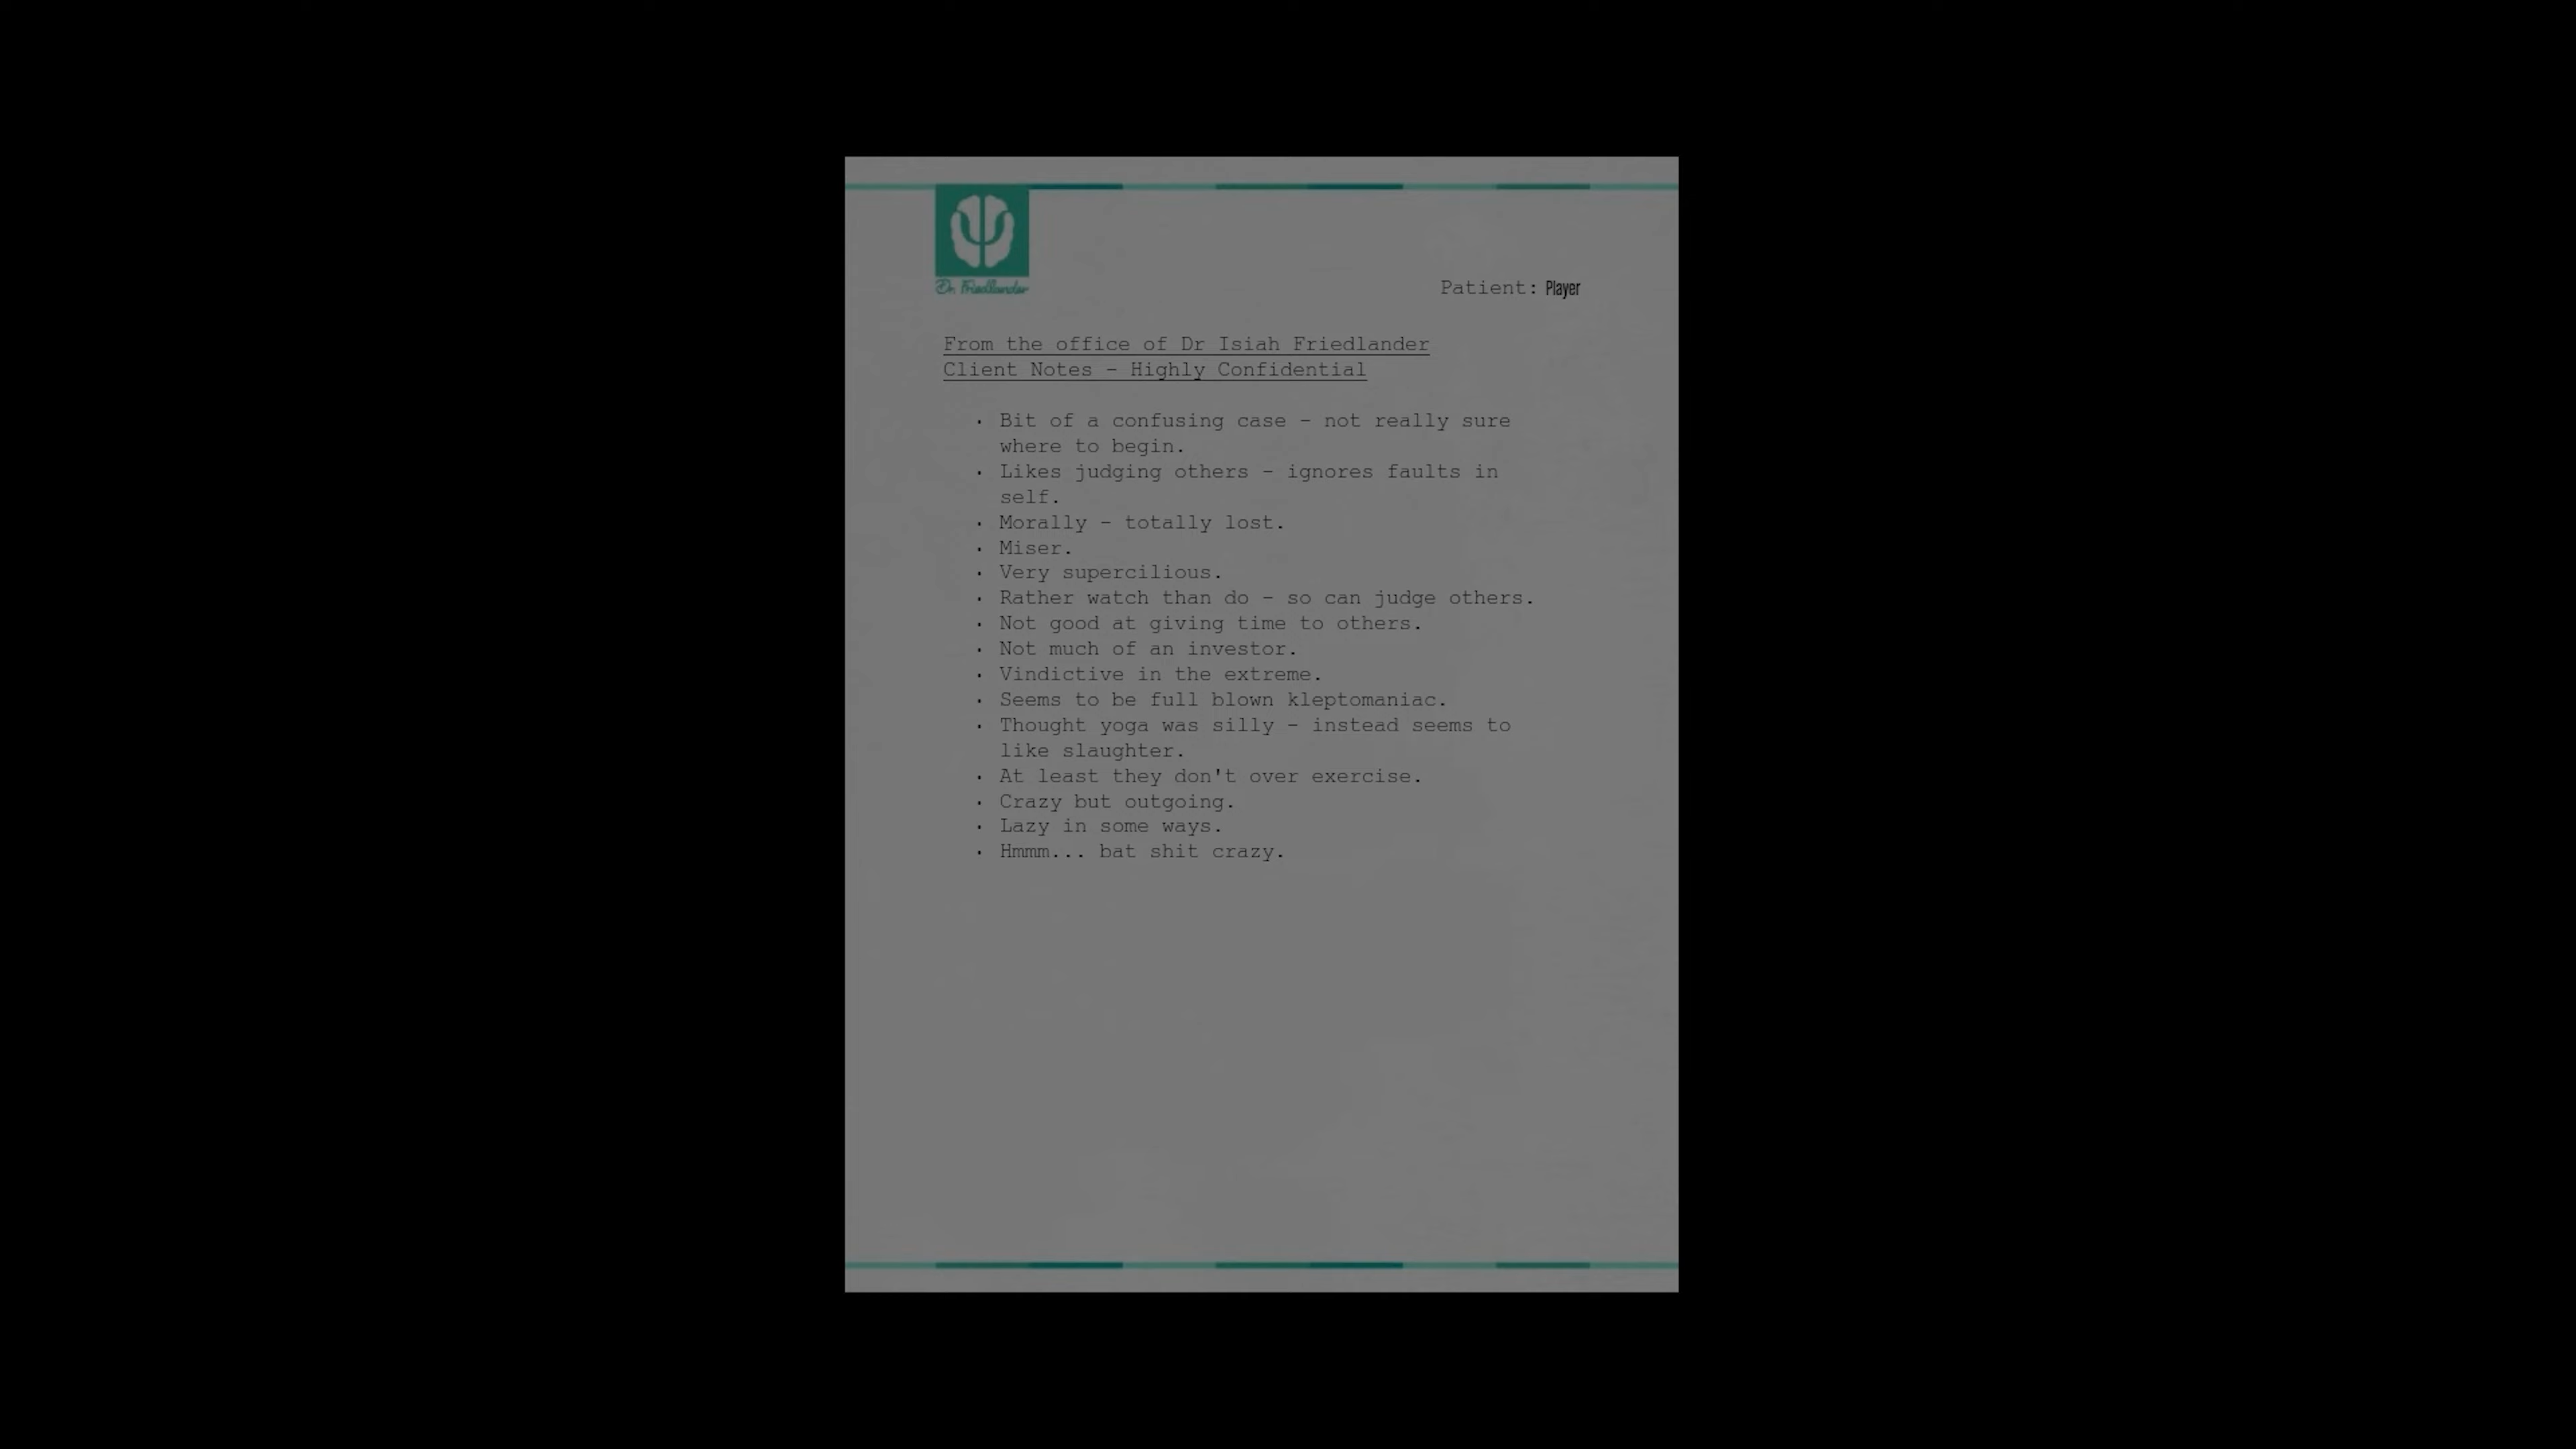 Dr. Friedlander
Patient: Player
From the office of Dr Isiah Friedlander
Client Notes - Highly Confidential
· Bit of a confusing case - not really sure
where to begin.
· Likes judging others - ignores faults in
self.
· Morally - totally lost.
· Miser.
· Very supercilious.
· Rather watch than do - so can judge others.
· Not good at giving time to others.
· Not much of an investor.
· Vindictive in the extreme.
· Seems to be full blown kleptomaniac.
· Thought yoga was silly - instead seems to
like slaughter.
· At least they don't over exercise.
· Crazy but outgoing.
· Lazy in some ways.
· Hmmm... bat shit crazy.